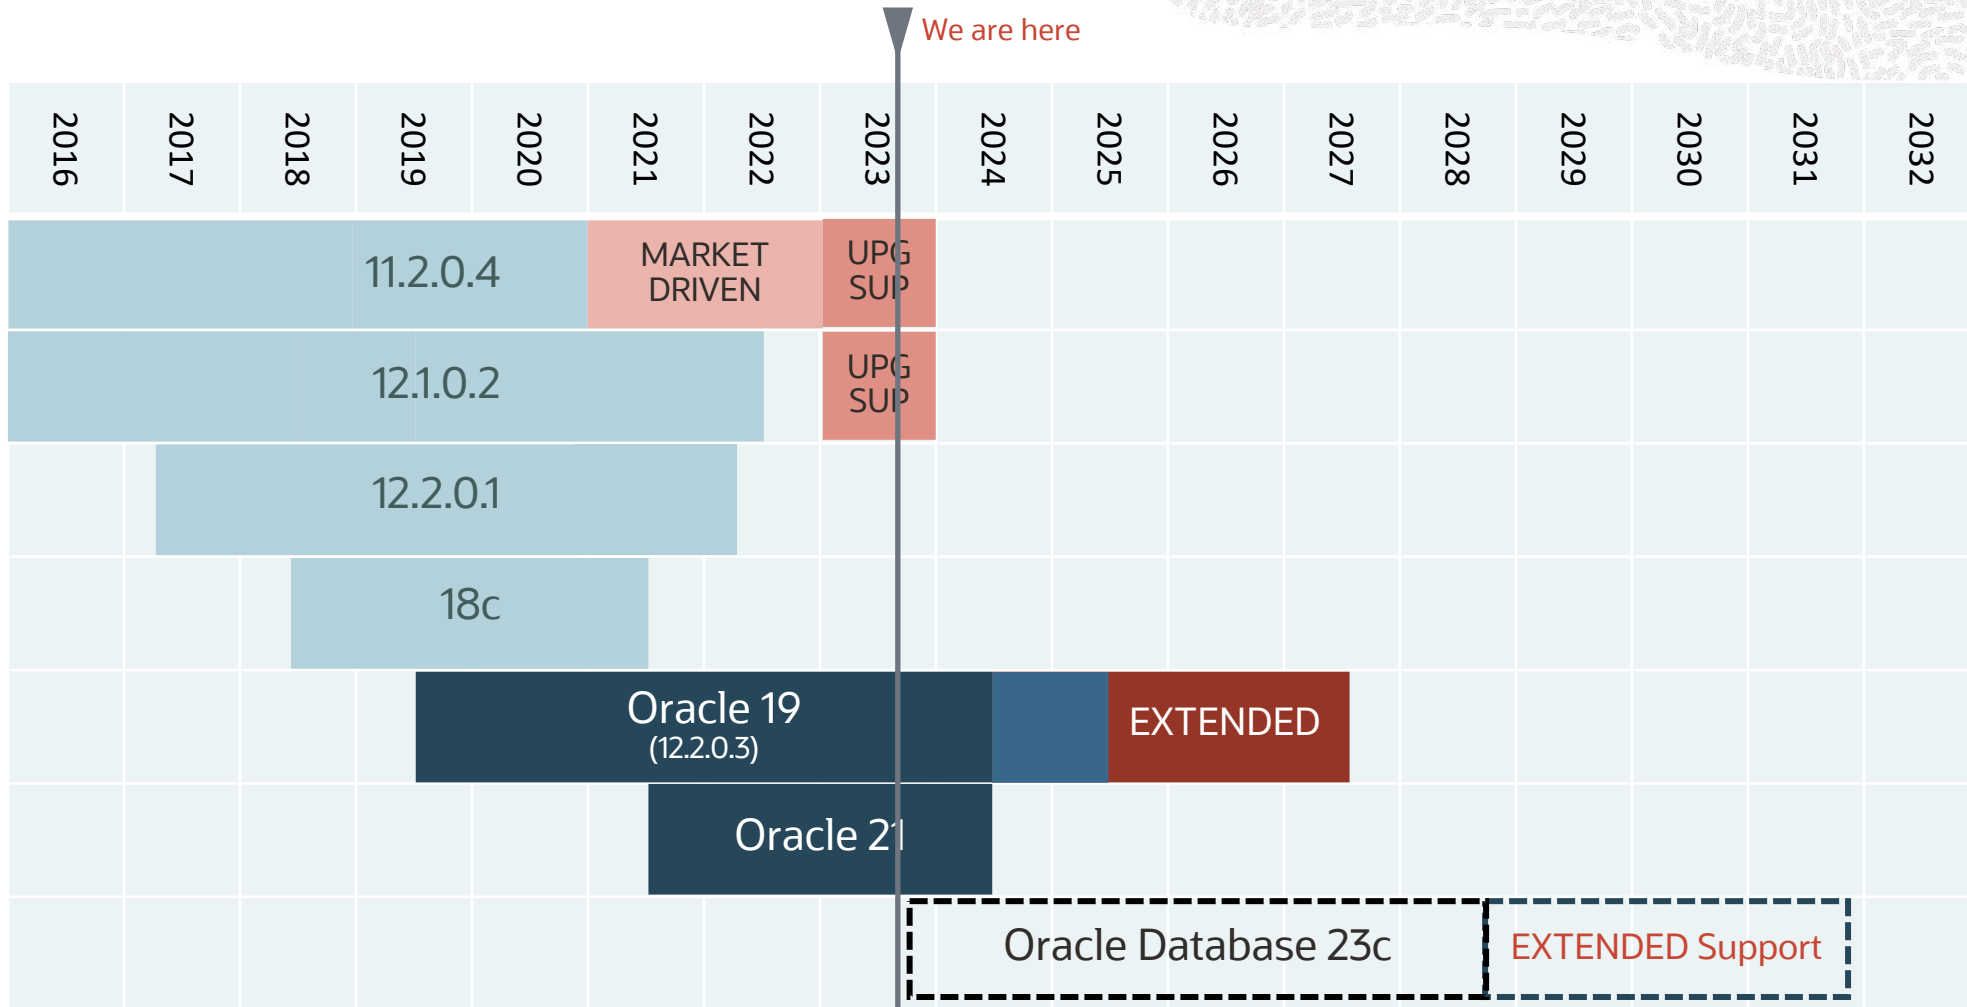 We are here
2016 2017 2018 2019 2020 2021 2022 2023 2024 2025 2026 2027 2028 2029 2030 2031 2032
11.2.0.4
MARKET
DRIVEN
UPG
SUP
12.1.0.2
UPG
SUP
12.2.0.1
18c
Oracle 19
(12.2.0.3)
EXTENDED
Oracle 21
Oracle Database 23c
EXTENDED Support